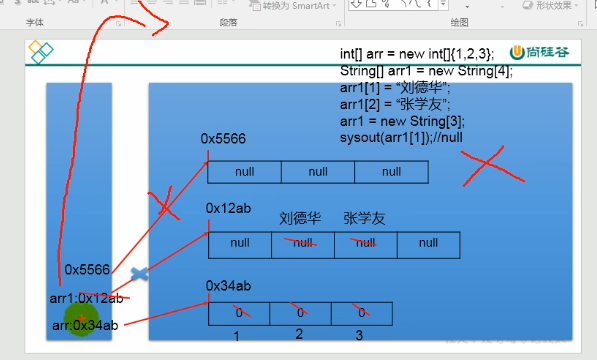 转换为 SmartArt
形状效果
字体
段落
绘图
尚硅谷
int[] arr = new int[]{1,2,3};
String[] arr1 = new String[4];
arr1[1] = “刘德华”;
arr1[2] = “张学友”;
arr1 = new String[3];
sysout(arr1[1]);//null
0x5566
null null null
0x12ab
刘德华 张学友
null null null null
0x5566
arr1:0x12ab
0x34ab
arr:0x34ab
0 0 0
1 2 3